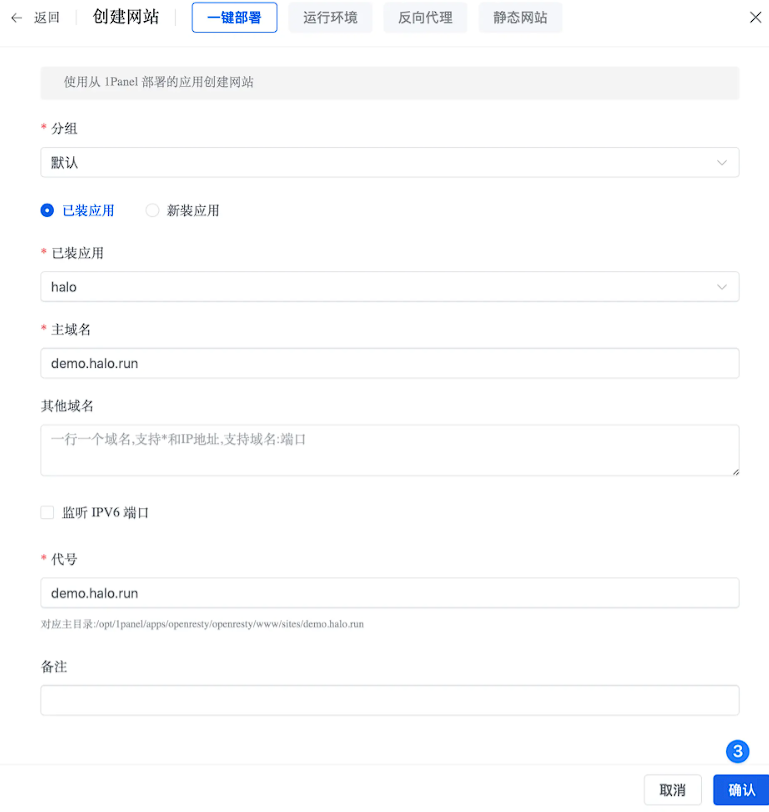 返回 创建网站 一键部署 运行环境 反向代理 静态网站
使用从 1Panel 部署的应用创建网站
* 分组
默认
已装应用 新装应用
* 已装应用
halo
* 主域名
demo.halo.run
其他域名
一行一个域名,支持*和IP地址,支持域名:端口
监听 IPV6 端口
* 代号
demo.halo.run
对应主目录:/opt/1panel/apps/openresty/openresty/www/sites/demo.halo.run
备注
3
取消 确认